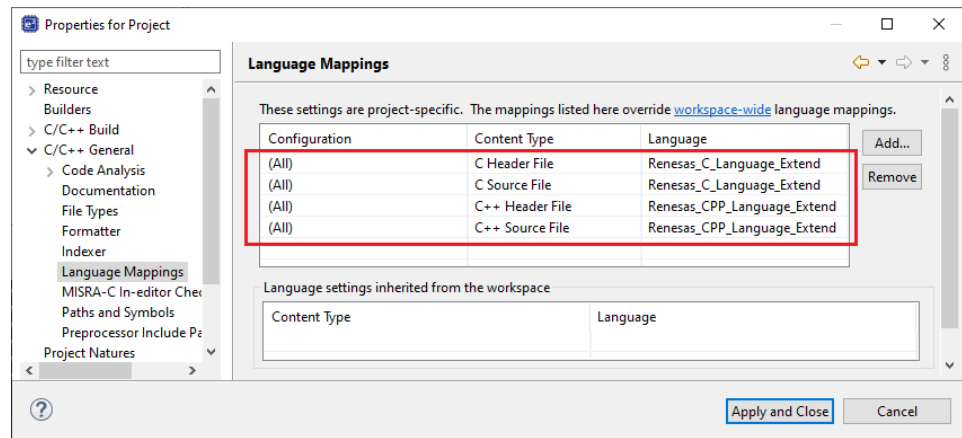 Properties for Project
type filter text
Resource
Builders
C/C++ Build
C/C++ General
Code Analysis
Documentation
File Types
Formatter
Indexer
Language Mappings
MISRA-C In-editor Chec
Paths and Symbols
Preprocessor Include Pa
Project Natures
Language Mappings
These settings are project-specific. The mappings listed here override workspace-wide language mappings.
Configuration Content Type Language
(All) C Header File Renesas_C_Language_Extend
(All) C Source File Renesas_C_Language_Extend
(All) C++ Header File Renesas_CPP_Language_Extend
(All) C++ Source File Renesas_CPP_Language_Extend
Add...
Remove
Language settings inherited from the workspace
Content Type Language
?
Apply and Close Cancel